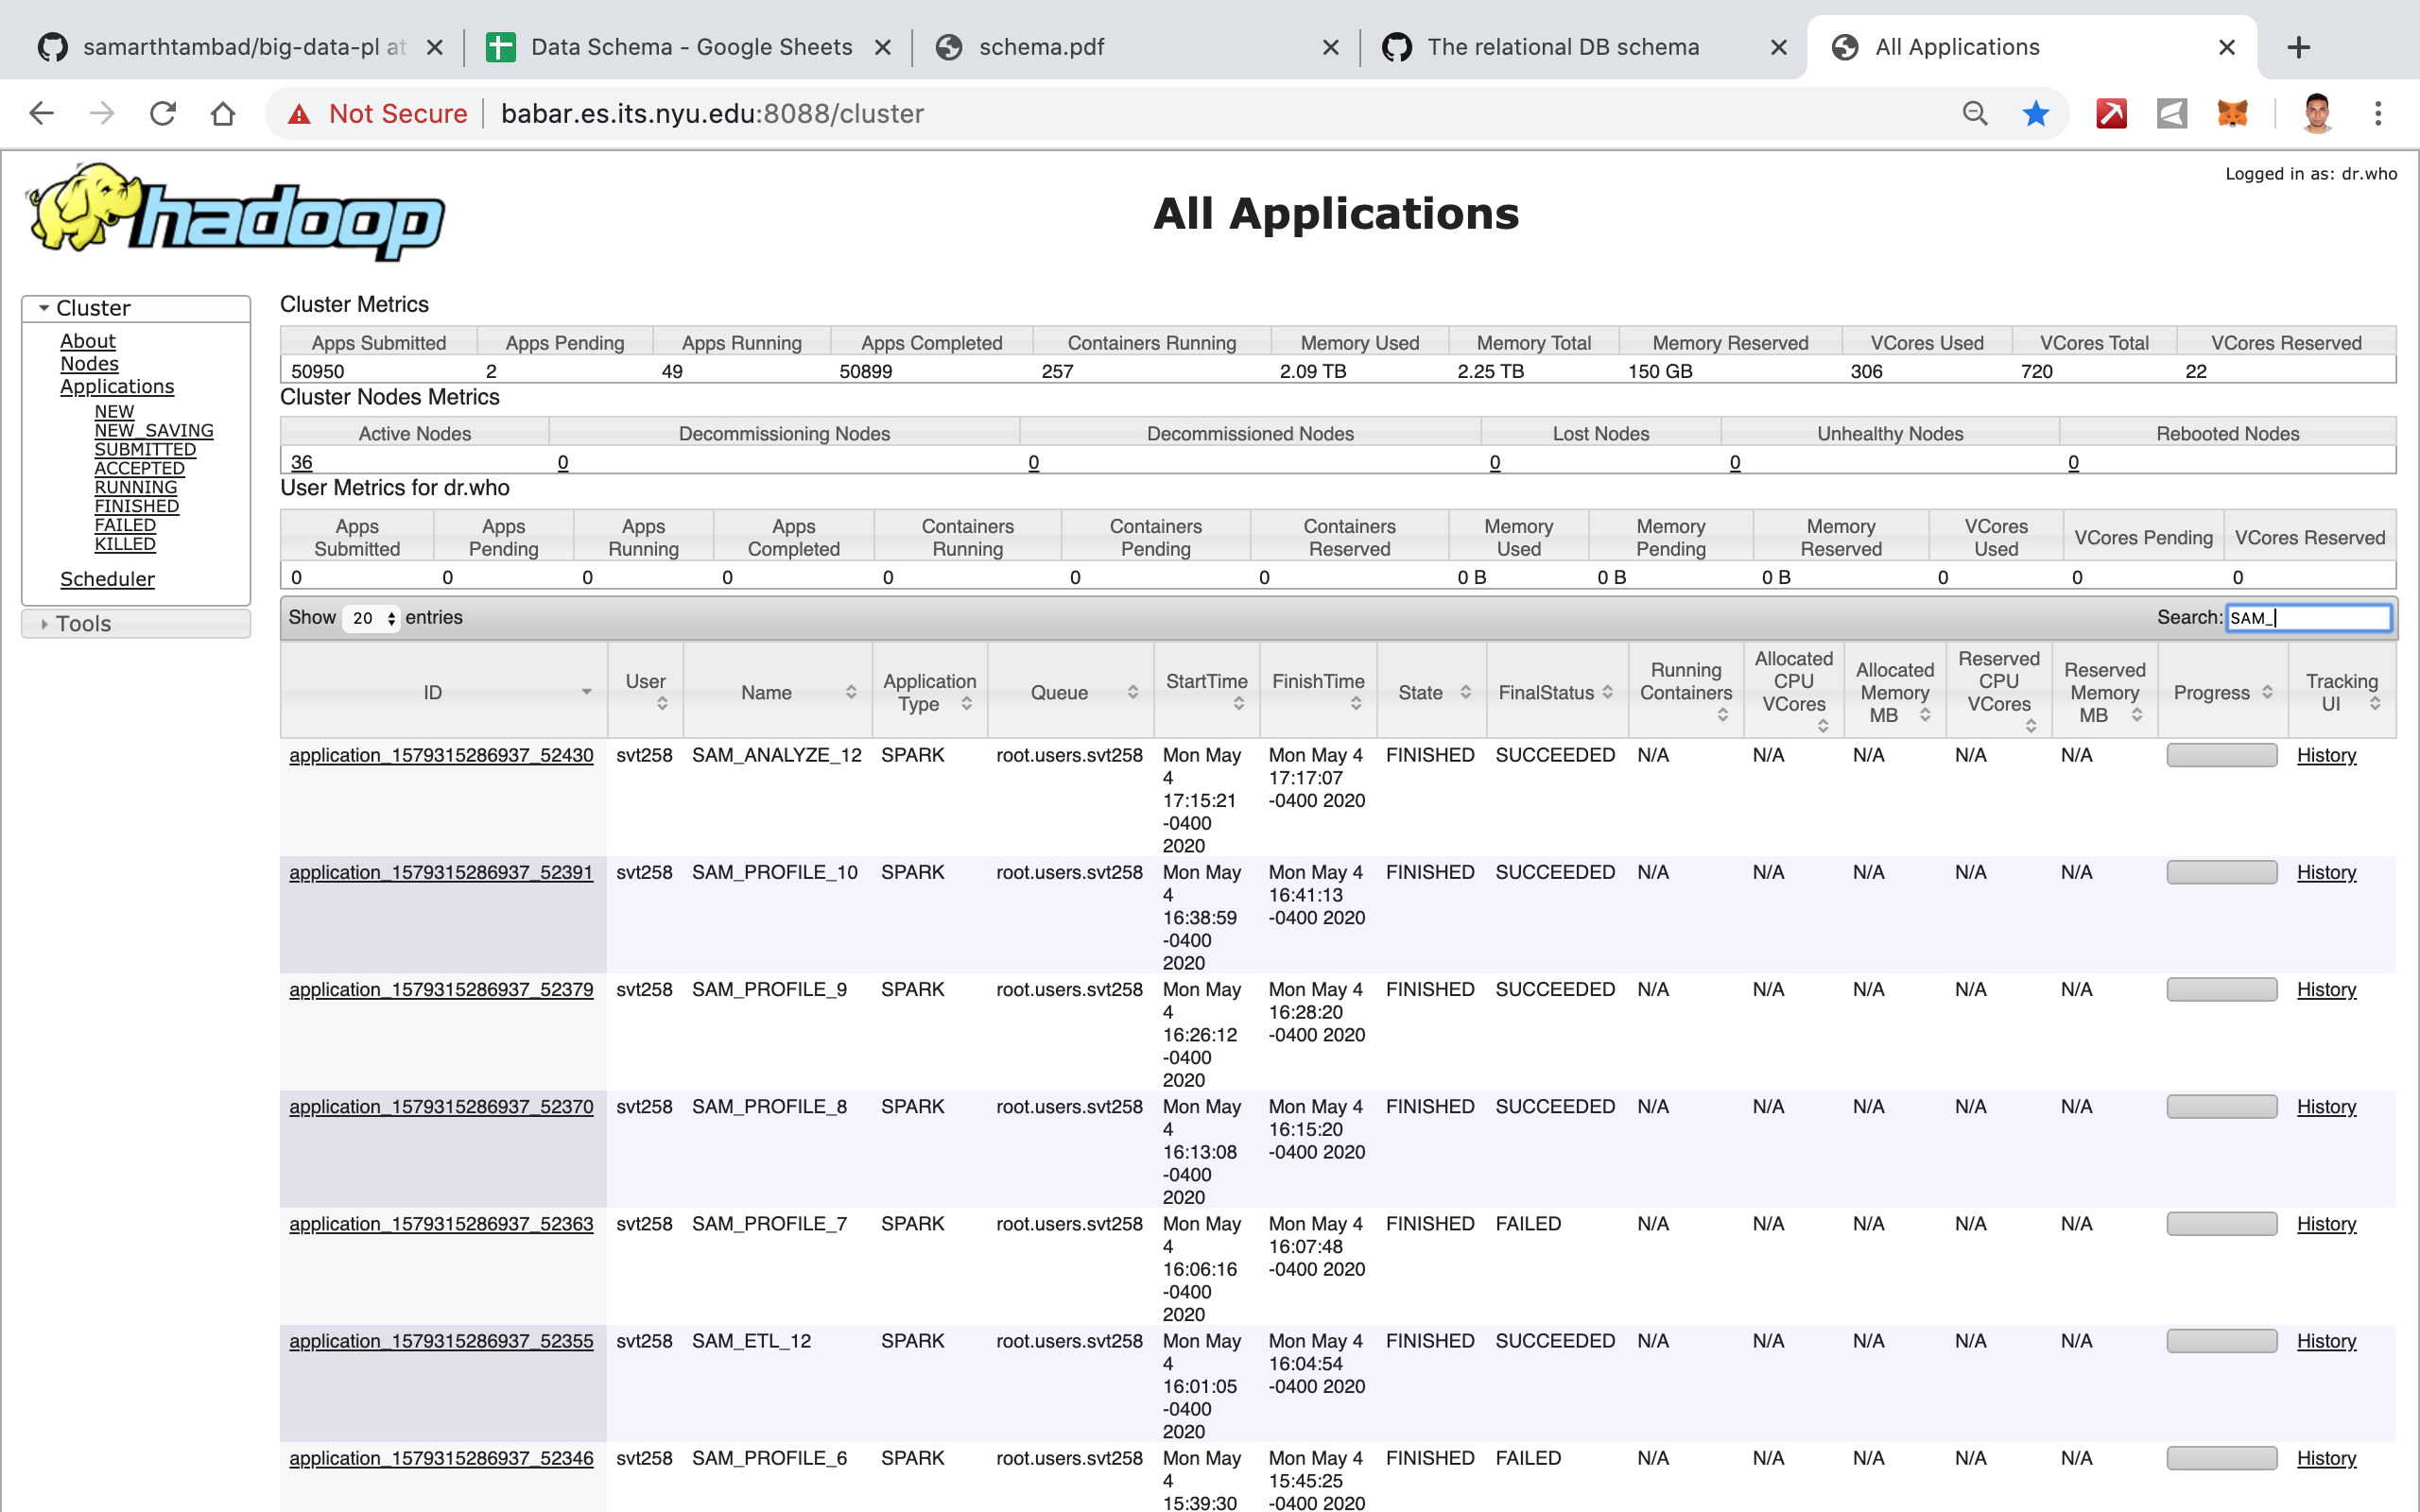 samarthtambad/big-data-pl at
Data Schema - Google Sheets
schema.pdf
The relational DB schema
All Applications
Not Secure
babar.es.its.nyu.edu:8088/cluster
hadoop
All Applications
Logged in as: dr.who
Cluster
About
Nodes
Applications
NEW
NEW_SAVING
SUBMITTED
ACCEPTED
RUNNING
FINISHED
FAILED
KILLED
Scheduler
Tools
Cluster Metrics
Apps Submitted Apps Pending Apps Running Apps Completed Containers Running Memory Used Memory Total Memory Reserved VCores Used VCores Total VCores Reserved
50950 2 49 50899 257 2.09 TB 2.25 TB 150 GB 306 720 22
Cluster Nodes Metrics
Active Nodes Decommissioning Nodes Decommissioned Nodes Lost Nodes Unhealthy Nodes Rebooted Nodes
36 0 0 0 0 0
User Metrics for dr.who
Apps Submitted Apps Pending Apps Running Apps Completed Containers Running Containers Pending Containers Reserved Memory Used Memory Pending Memory Reserved VCores Used VCores Pending VCores Reserved
0 0 0 0 0 0 0 0 B 0 B 0 B 0 0 0
Show 20 entries
Search: SAM_
ID User Name Application Type Queue StartTime FinishTime State FinalStatus Running Containers Allocated CPU VCores Allocated Memory MB Reserved CPU VCores Reserved Memory MB Progress Tracking UI
application_1579315286937_52430 svt258 SAM_ANALYZE_12 SPARK root.users.svt258 Mon May 4 17:15:21 -0400 2020 Mon May 4 17:17:07 -0400 2020 FINISHED SUCCEEDED N/A N/A N/A N/A N/A History
application_1579315286937_52391 svt258 SAM_PROFILE_10 SPARK root.users.svt258 Mon May 4 16:38:59 -0400 2020 Mon May 4 16:41:13 -0400 2020 FINISHED SUCCEEDED N/A N/A N/A N/A N/A History
application_1579315286937_52379 svt258 SAM_PROFILE_9 SPARK root.users.svt258 Mon May 4 16:26:12 -0400 2020 Mon May 4 16:28:20 -0400 2020 FINISHED SUCCEEDED N/A N/A N/A N/A N/A History
application_1579315286937_52370 svt258 SAM_PROFILE_8 SPARK root.users.svt258 Mon May 4 16:13:08 -0400 2020 Mon May 4 16:15:20 -0400 2020 FINISHED SUCCEEDED N/A N/A N/A N/A N/A History
application_1579315286937_52363 svt258 SAM_PROFILE_7 SPARK root.users.svt258 Mon May 4 16:06:16 -0400 2020 Mon May 4 16:07:48 -0400 2020 FINISHED FAILED N/A N/A N/A N/A N/A History
application_1579315286937_52355 svt258 SAM_ETL_12 SPARK root.users.svt258 Mon May 4 16:01:05 -0400 2020 Mon May 4 16:04:54 -0400 2020 FINISHED SUCCEEDED N/A N/A N/A N/A N/A History
application_1579315286937_52346 svt258 SAM_PROFILE_6 SPARK root.users.svt258 Mon May 4 15:39:30 Mon May 4 15:45:25 -0400 2020 FINISHED FAILED N/A N/A N/A N/A N/A History